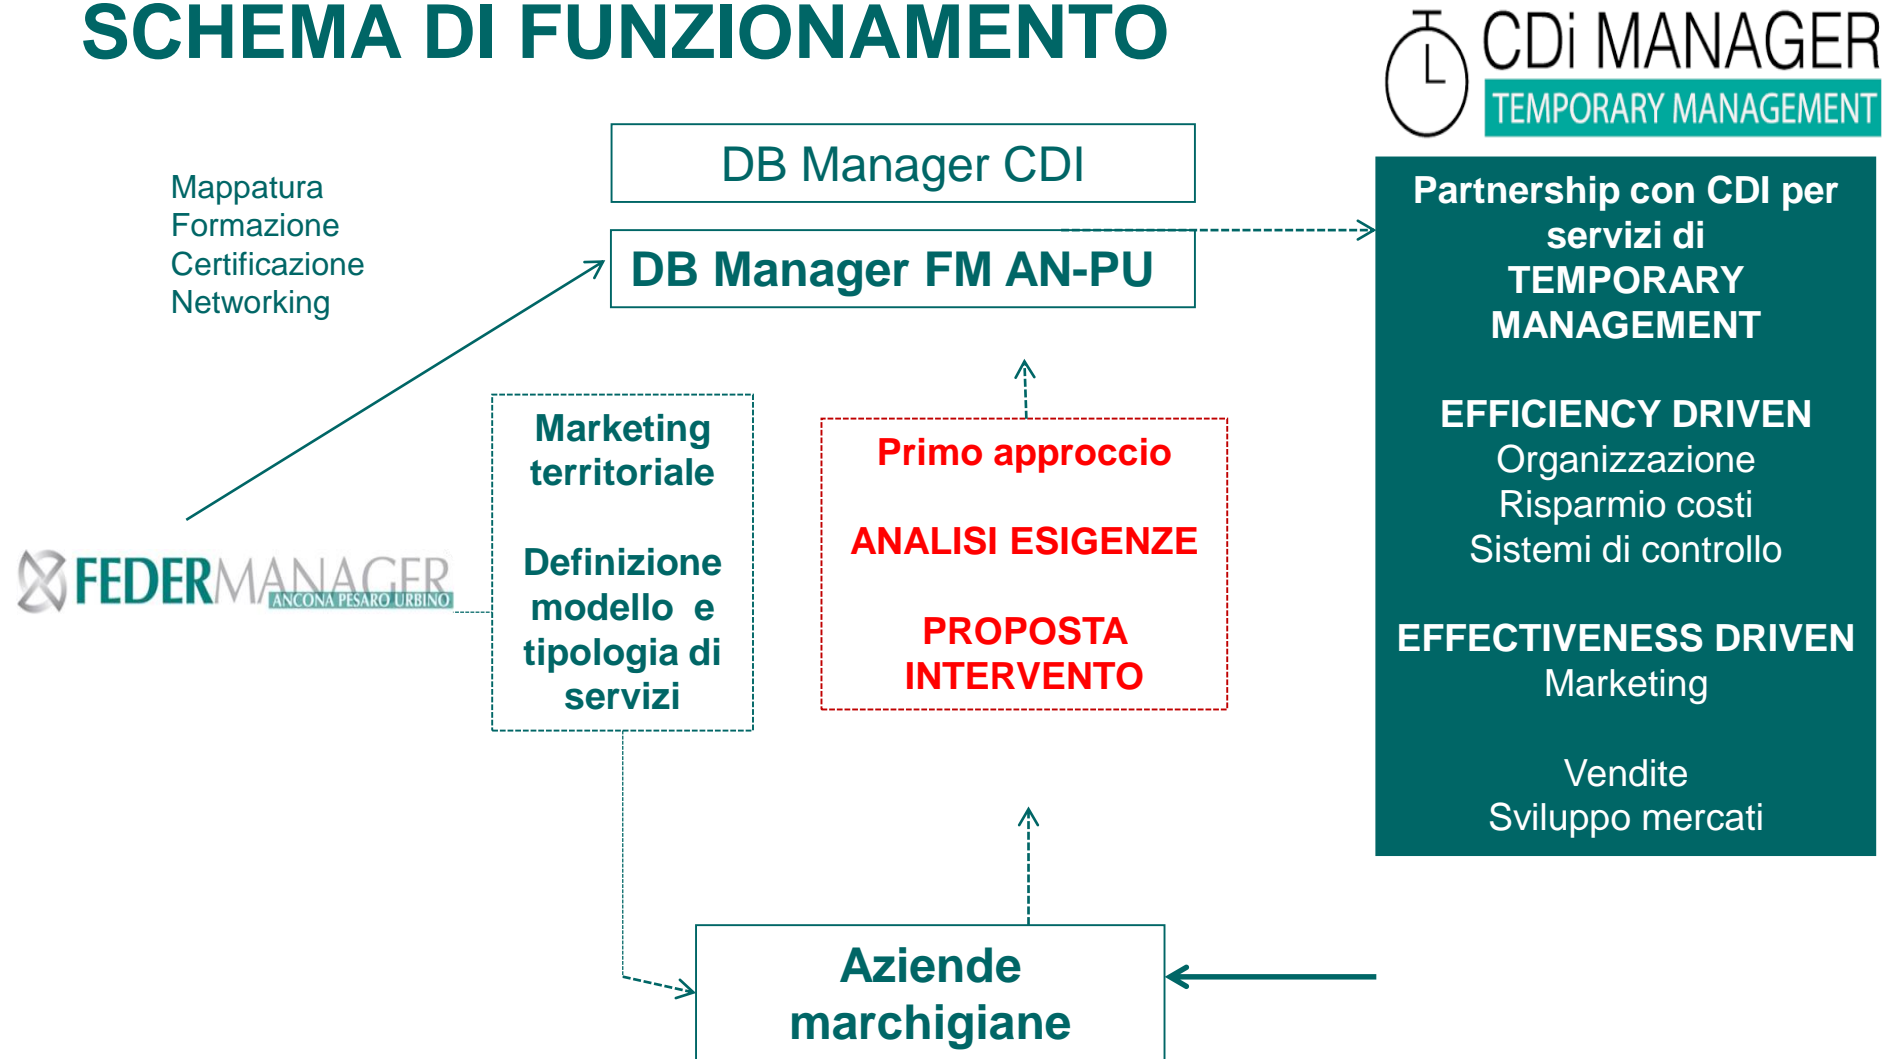 SCHEMA DI FUNZIONAMENTO
CDi MANAGER
TEMPORARY MANAGEMENT
DB Manager CDI
Mappatura
Formazione
Certificazione
Networking
DB Manager FM AN-PU
Partnership con CDI per
servizi di
TEMPORARY
MANAGEMENT
EFFICIENCY DRIVEN
Organizzazione
Risparmio costi
Sistemi di controllo
EFFECTIVENESS DRIVEN
Marketing
Vendite
Sviluppo mercati
Marketing
territoriale
Definizione
modello e
tipologia di
servizi
Primo approccio
ANALISI ESIGENZE
PROPOSTA
INTERVENTO
FEDERMANAGER
ANCONA PESARO URBINO
Aziende
marchigiane